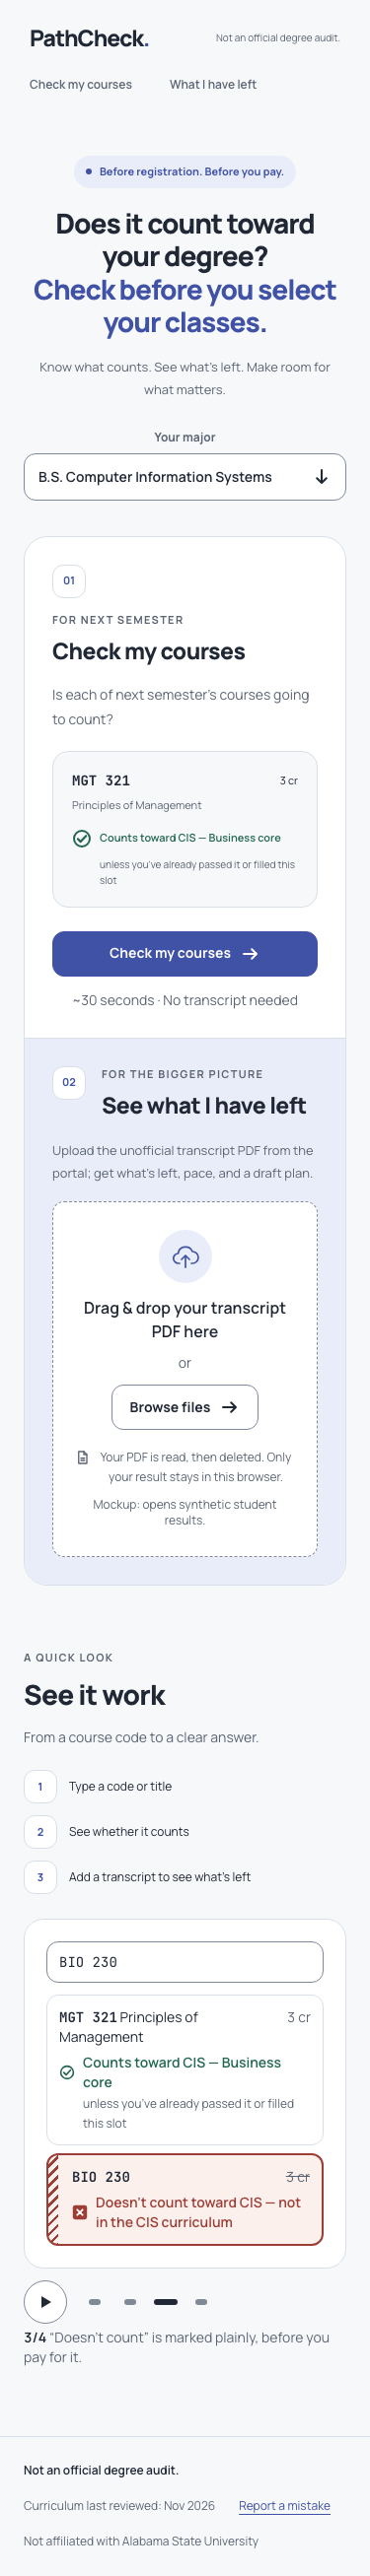 PathCheck.
Not an official degree audit.
Check my courses
What I have left
Before registration. Before you pay.
Does it count toward
your degree?
Check before you select
your classes.
Know what counts. See what's left. Make room for
what matters.
Your major
B.S. Computer Information Systems
01
FOR NEXT SEMESTER
Check my courses
Is each of next semester's courses going
to count?
MGT 321
3 cr
Principles of Management
Counts toward CIS — Business core
unless you've already passed it or filled this
slot
Check my courses
~30 seconds · No transcript needed
02
FOR THE BIGGER PICTURE
See what I have left
Upload the unofficial transcript PDF from the
portal; get what's left, pace, and a draft plan.
Drag & drop your transcript
PDF here
or
Browse files
Your PDF is read, then deleted. Only
your result stays in this browser.
Mockup: opens synthetic student
results.
A QUICK LOOK
See it work
From a course code to a clear answer.
1 Type a code or title
2 See whether it counts
3 Add a transcript to see what's left
BIO 230
MGT 321 Principles of
Management
3 cr
Counts toward CIS — Business
core
unless you've already passed it or filled
this slot
BIO 230
3 cr
Doesn't count toward CIS — not
in the CIS curriculum
3/4 “Doesn't count” is marked plainly, before you
pay for it.
Not an official degree audit.
Curriculum last reviewed: Nov 2026
Report a mistake
Not affiliated with Alabama State University